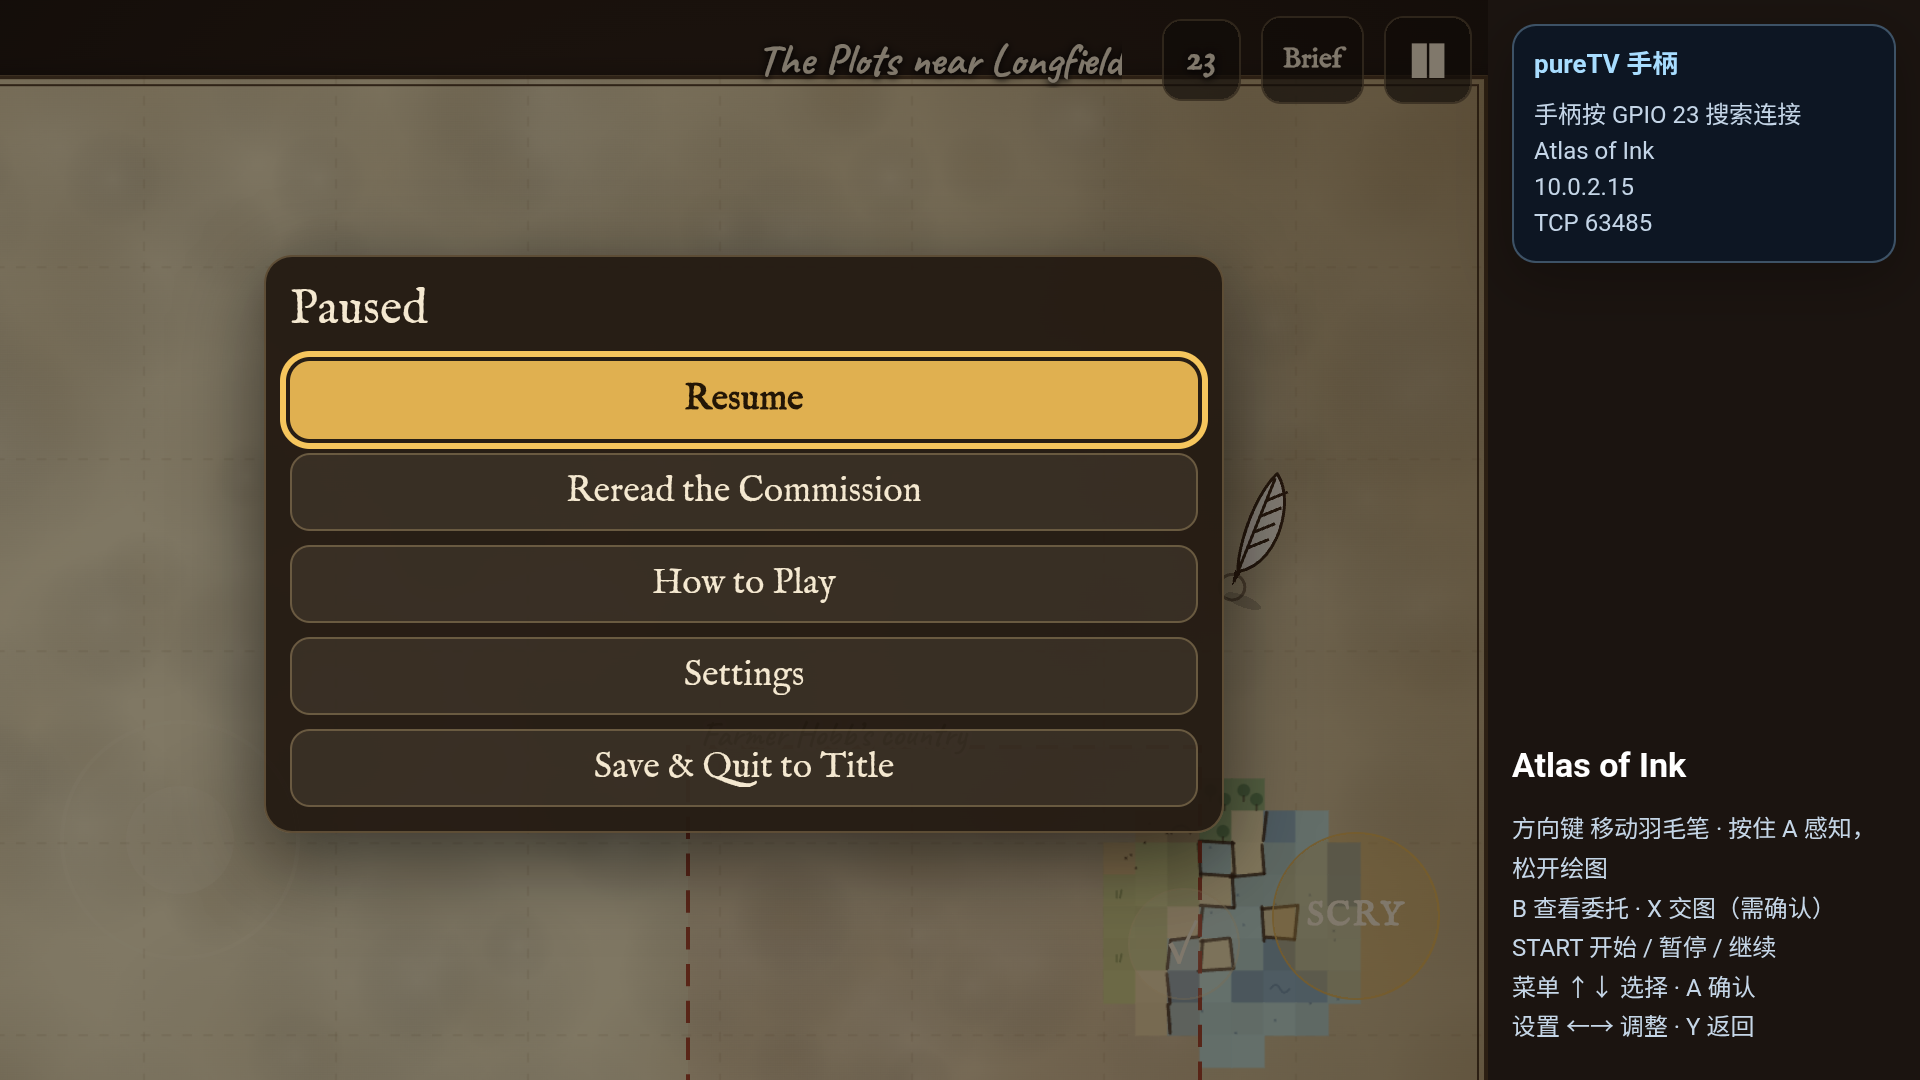 The Plots near Longfield
23
Brief
Paused
Resume
Reread the Commission
How to Play
Settings
Farmer Hobb's country
Save & Quit to Title
SCRY
pureTV 手柄
手柄按 GPIO 23 搜索连接
Atlas of Ink
10.0.2.15
TCP 63485
Atlas of Ink
方向键 移动羽毛笔 · 按住 A 感知，
松开绘图
B 查看委托 · X 交图（需确认）
START 开始 / 暂停 / 继续
菜单 ↑↓ 选择 · A 确认
设置 ←→ 调整 · Y 返回